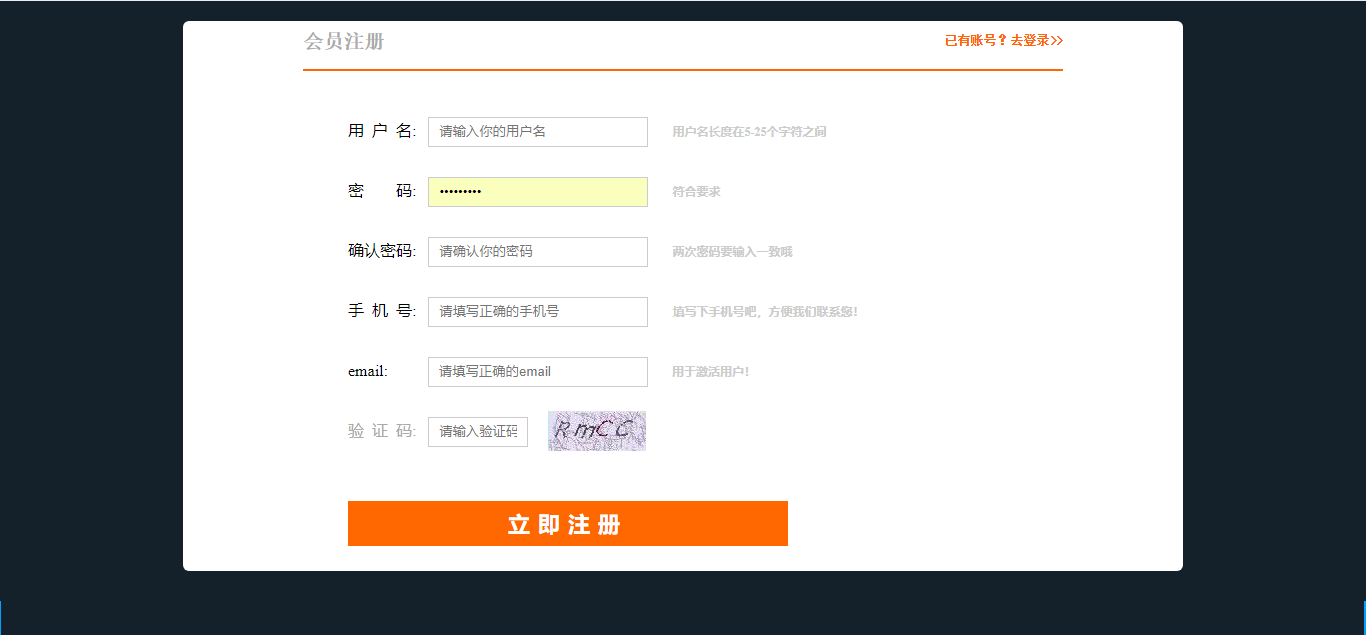 会员注册
已有账号？去登录>>
用 户 名: 请输入你的用户名 用户名长度在5-25个字符之间
密 码: ••••••••• 符合要求
确认密码: 请确认你的密码 两次密码要输入一致哦
手 机 号: 请填写正确的手机号 填写下手机号吧，方便我们联系您！
email: 请填写正确的email 用于激活用户！
验 证 码: 请输入验证码 RmCC
立即注册